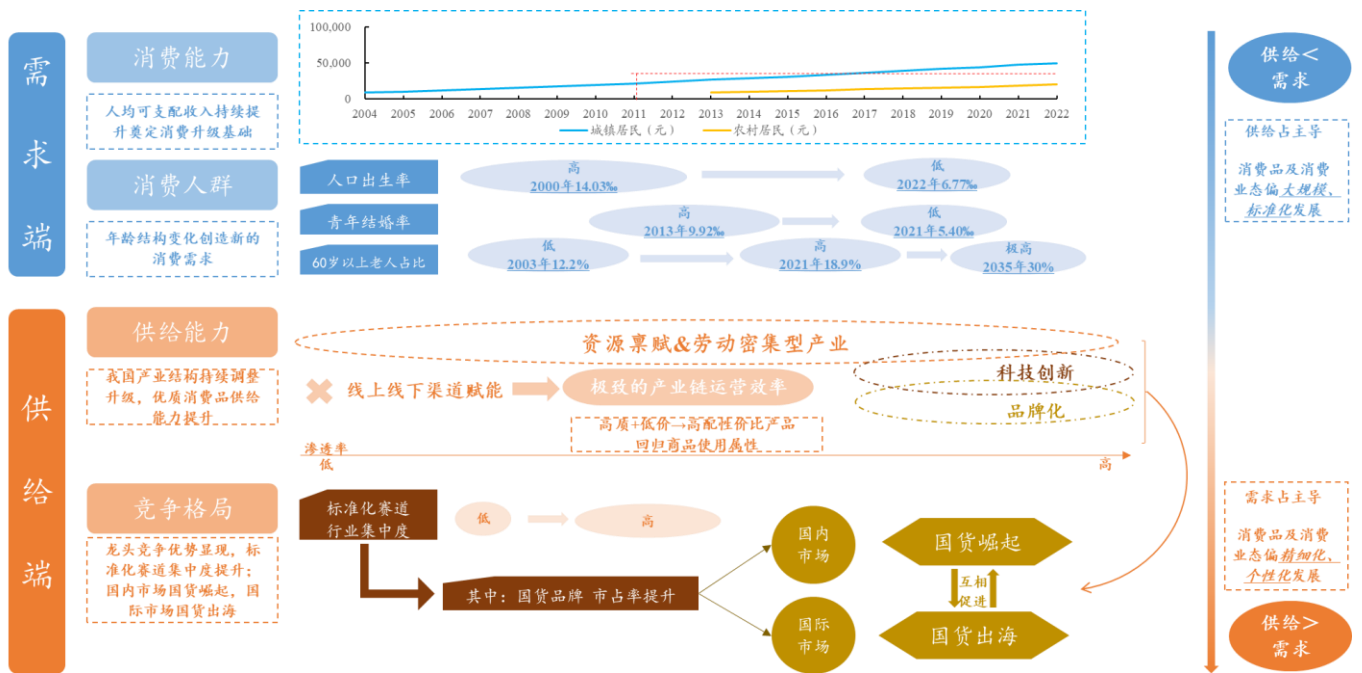 需
求
端
消费能力
人均可支配收入持续提
升奠定消费升级基础
100,000
50,000
0
2004 2005 2006 2007 2008 2009 2010 2011 2012 2013 2014 2015 2016 2017 2018 2019 2020 2021 2022
城镇居民（元）
农村居民（元）
消费人群
年龄结构变化创造新的
消费需求
人口出生率
高
2000年14.03‰
低
2022年6.77‰
青年结婚率
高
2013年9.92‰
低
2021年5.40‰
60岁以上老人占比
低
2003年12.2%
高
2021年18.9%
极高
2035年30%
供
给
端
供给能力
我国产业结构持续调整
升级，优质消费品供给
能力提升
资源禀赋&劳动密集型产业
线上线下渠道赋能
极致的产业链运营效率
科技创新
品牌化
高质+低价→高配性价比产品
回归商品使用属性
渗透率
低
高
竞争格局
龙头竞争优势显现，标
准化赛道集中度提升；
国内市场国货崛起，国
际市场国货出海
标准化赛道
行业集中度
低
高
其中：国货品牌 市占率提升
国内
市场
国际
市场
国货崛起
互相
促进
国货出海
供给＜
需求
供给占主导
消费品及消费
业态偏大规模、
标准化发展
需求占主导
消费品及消费
业态偏精细化、
个性化发展
供给＞
需求